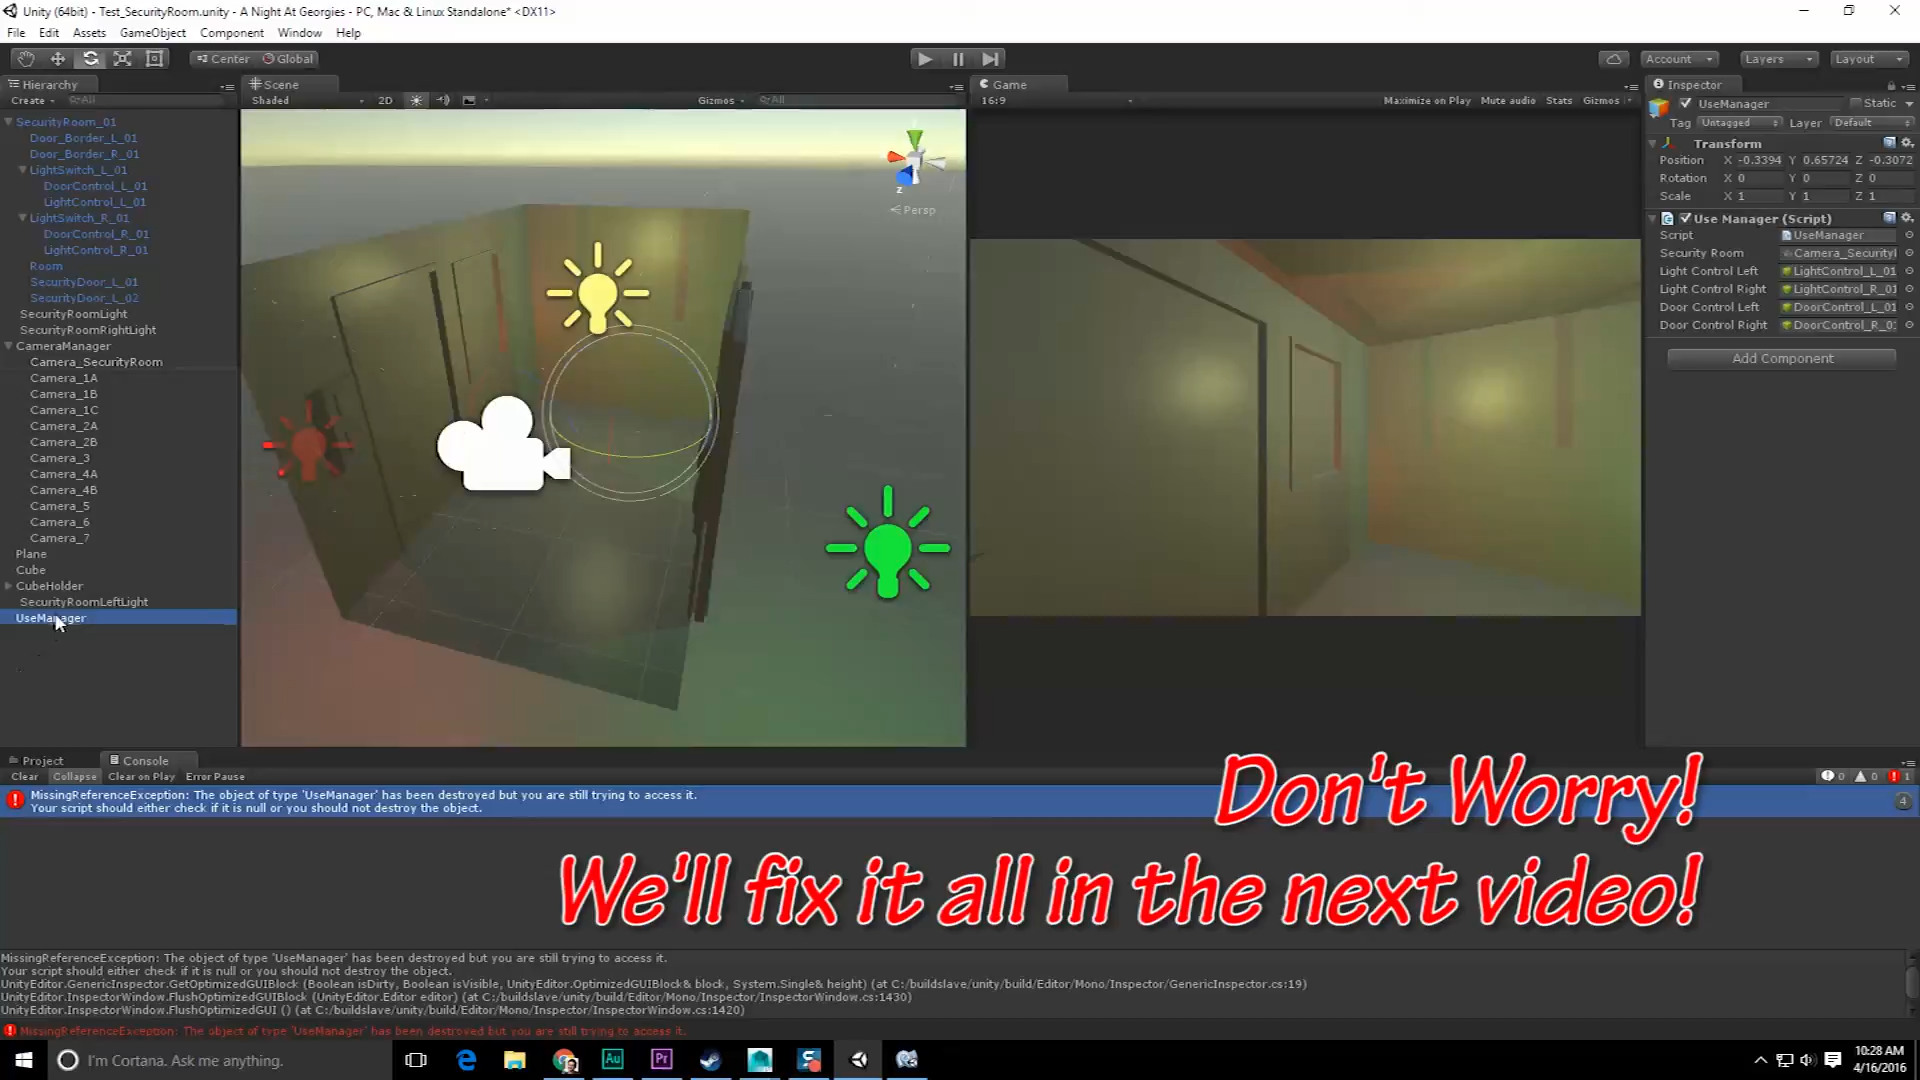 Unity (64bit) - Test_SecurityRoom.unity - A Night At Georgies - PC, Mac & Linux Standalone* <DX11>
File Edit Assets GameObject Component Window Help
Center Global
Account Layers Layout
Hierarchy
Create All
SecurityRoom_01
Door_Border_L_01
Door_Border_R_01
LightSwitch_L_01
DoorControl_L_01
LightControl_L_01
LightSwitch_R_01
DoorControl_R_01
LightControl_R_01
Room
SecurityDoor_L_01
SecurityDoor_L_02
SecurityRoomLight
SecurityRoomRightLight
CameraManager
Camera_SecurityRoom
Camera_1A
Camera_1B
Camera_1C
Camera_2A
Camera_2B
Camera_3
Camera_4A
Camera_4B
Camera_5
Camera_6
Camera_7
Plane
Cube
CubeHolder
SecurityRoomLeftLight
UseManager
Scene
Shaded 2D Gizmos All
z
Persp
Game
16:9 Maximize on Play Mute audio Stats Gizmos
Inspector
UseManager Static
Tag Untagged Layer Default
Transform
Position X -0.3394 Y 0.65724 Z -0.3072
Rotation X 0 Y 0 Z 0
Scale X 1 Y 1 Z 1
Use Manager (Script)
Script UseManager
Security Room Camera_Security
Light Control Left LightControl_L_01
Light Control Right LightControl_R_01
Door Control Left DoorControl_L_01
Door Control Right DoorControl_R_01
Add Component
Project Console
Clear Collapse Clear on Play Error Pause 0 0 1
MissingReferenceException: The object of type 'UseManager' has been destroyed but you are still trying to access it.
Your script should either check if it is null or you should not destroy the object.
4
Don't Worry!
We'll fix it all in the next video!
MissingReferenceException: The object of type 'UseManager' has been destroyed but you are still trying to access it.
Your script should either check if it is null or you should not destroy the object.
UnityEditor.GenericInspector.GetOptimizedGUIBlock (Boolean isDirty, Boolean isVisible, UnityEditor.OptimizedGUIBlock& block, System.Single& height) (at C:/buildslave/unity/build/Editor/Mono/Inspector/GenericInspector.cs:19)
UnityEditor.InspectorWindow.FlushOptimizedGUIBlock (UnityEditor.Editor editor) (at C:/buildslave/unity/build/Editor/Mono/Inspector/InspectorWindow.cs:1430)
UnityEditor.InspectorWindow.FlushOptimizedGUI () (at C:/buildslave/unity/build/Editor/Mono/Inspector/InspectorWindow.cs:1420)
MissingReferenceException: The object of type 'UseManager' has been destroyed but you are still trying to access it.
I'm Cortana. Ask me anything.
Au Pr S
10:28 AM
4/16/2016